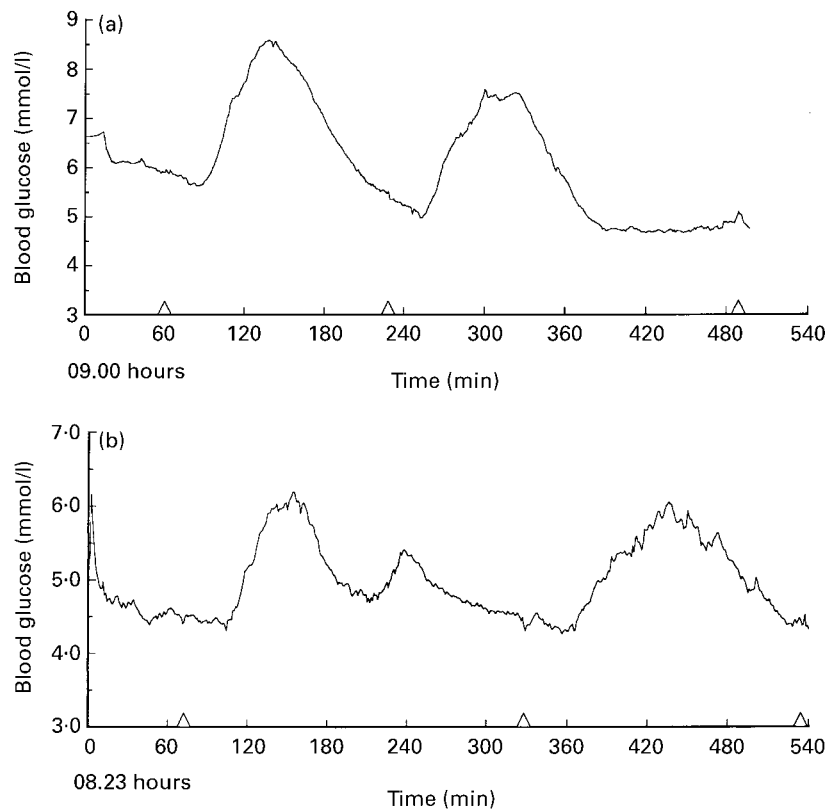 (a)
Blood glucose (mmol/l)
9
8
7
6
5
4
3
0 60 120 180 240 300 360 420 480 540
09.00 hours
Time (min)
(b)
Blood glucose (mmol/l)
7·0
6·0
5·0
4·0
3·0
0 60 120 180 240 300 360 420 480 540
08.23 hours
Time (min)